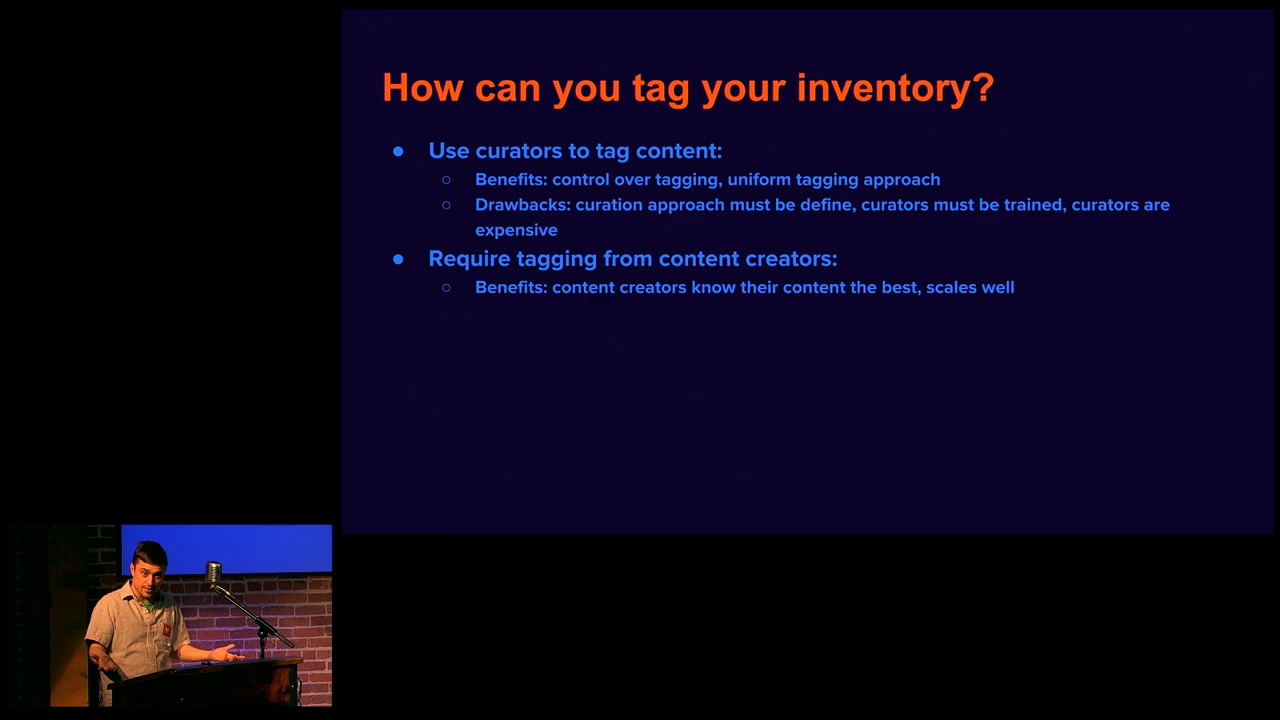 How can you tag your inventory?
● Use curators to tag content:
○ Benefits: control over tagging, uniform tagging approach
○ Drawbacks: curation approach must be define, curators must be trained, curators are
expensive
● Require tagging from content creators:
○ Benefits: content creators know their content the best, scales well